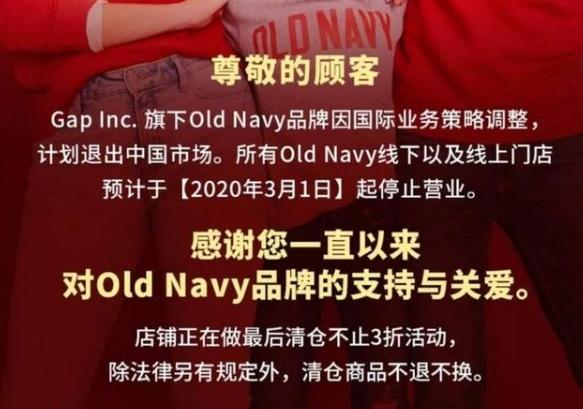 OLD NAVY
尊敬的顾客
Gap Inc. 旗下Old Navy品牌因国际业务策略调整，
计划退出中国市场。所有Old Navy线下以及线上门店
预计于【2020年3月1日】起停止营业。
感谢您一直以来
对Old Navy品牌的支持与关爱。
店铺正在做最后清仓不止3折活动，
除法律另有规定外，清仓商品不退不换。